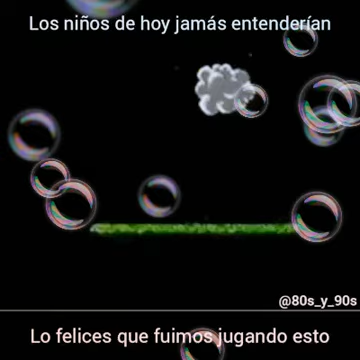 Los niños de hoy jamás entenderían
@80s_y_90s
Lo felices que fuimos jugando esto